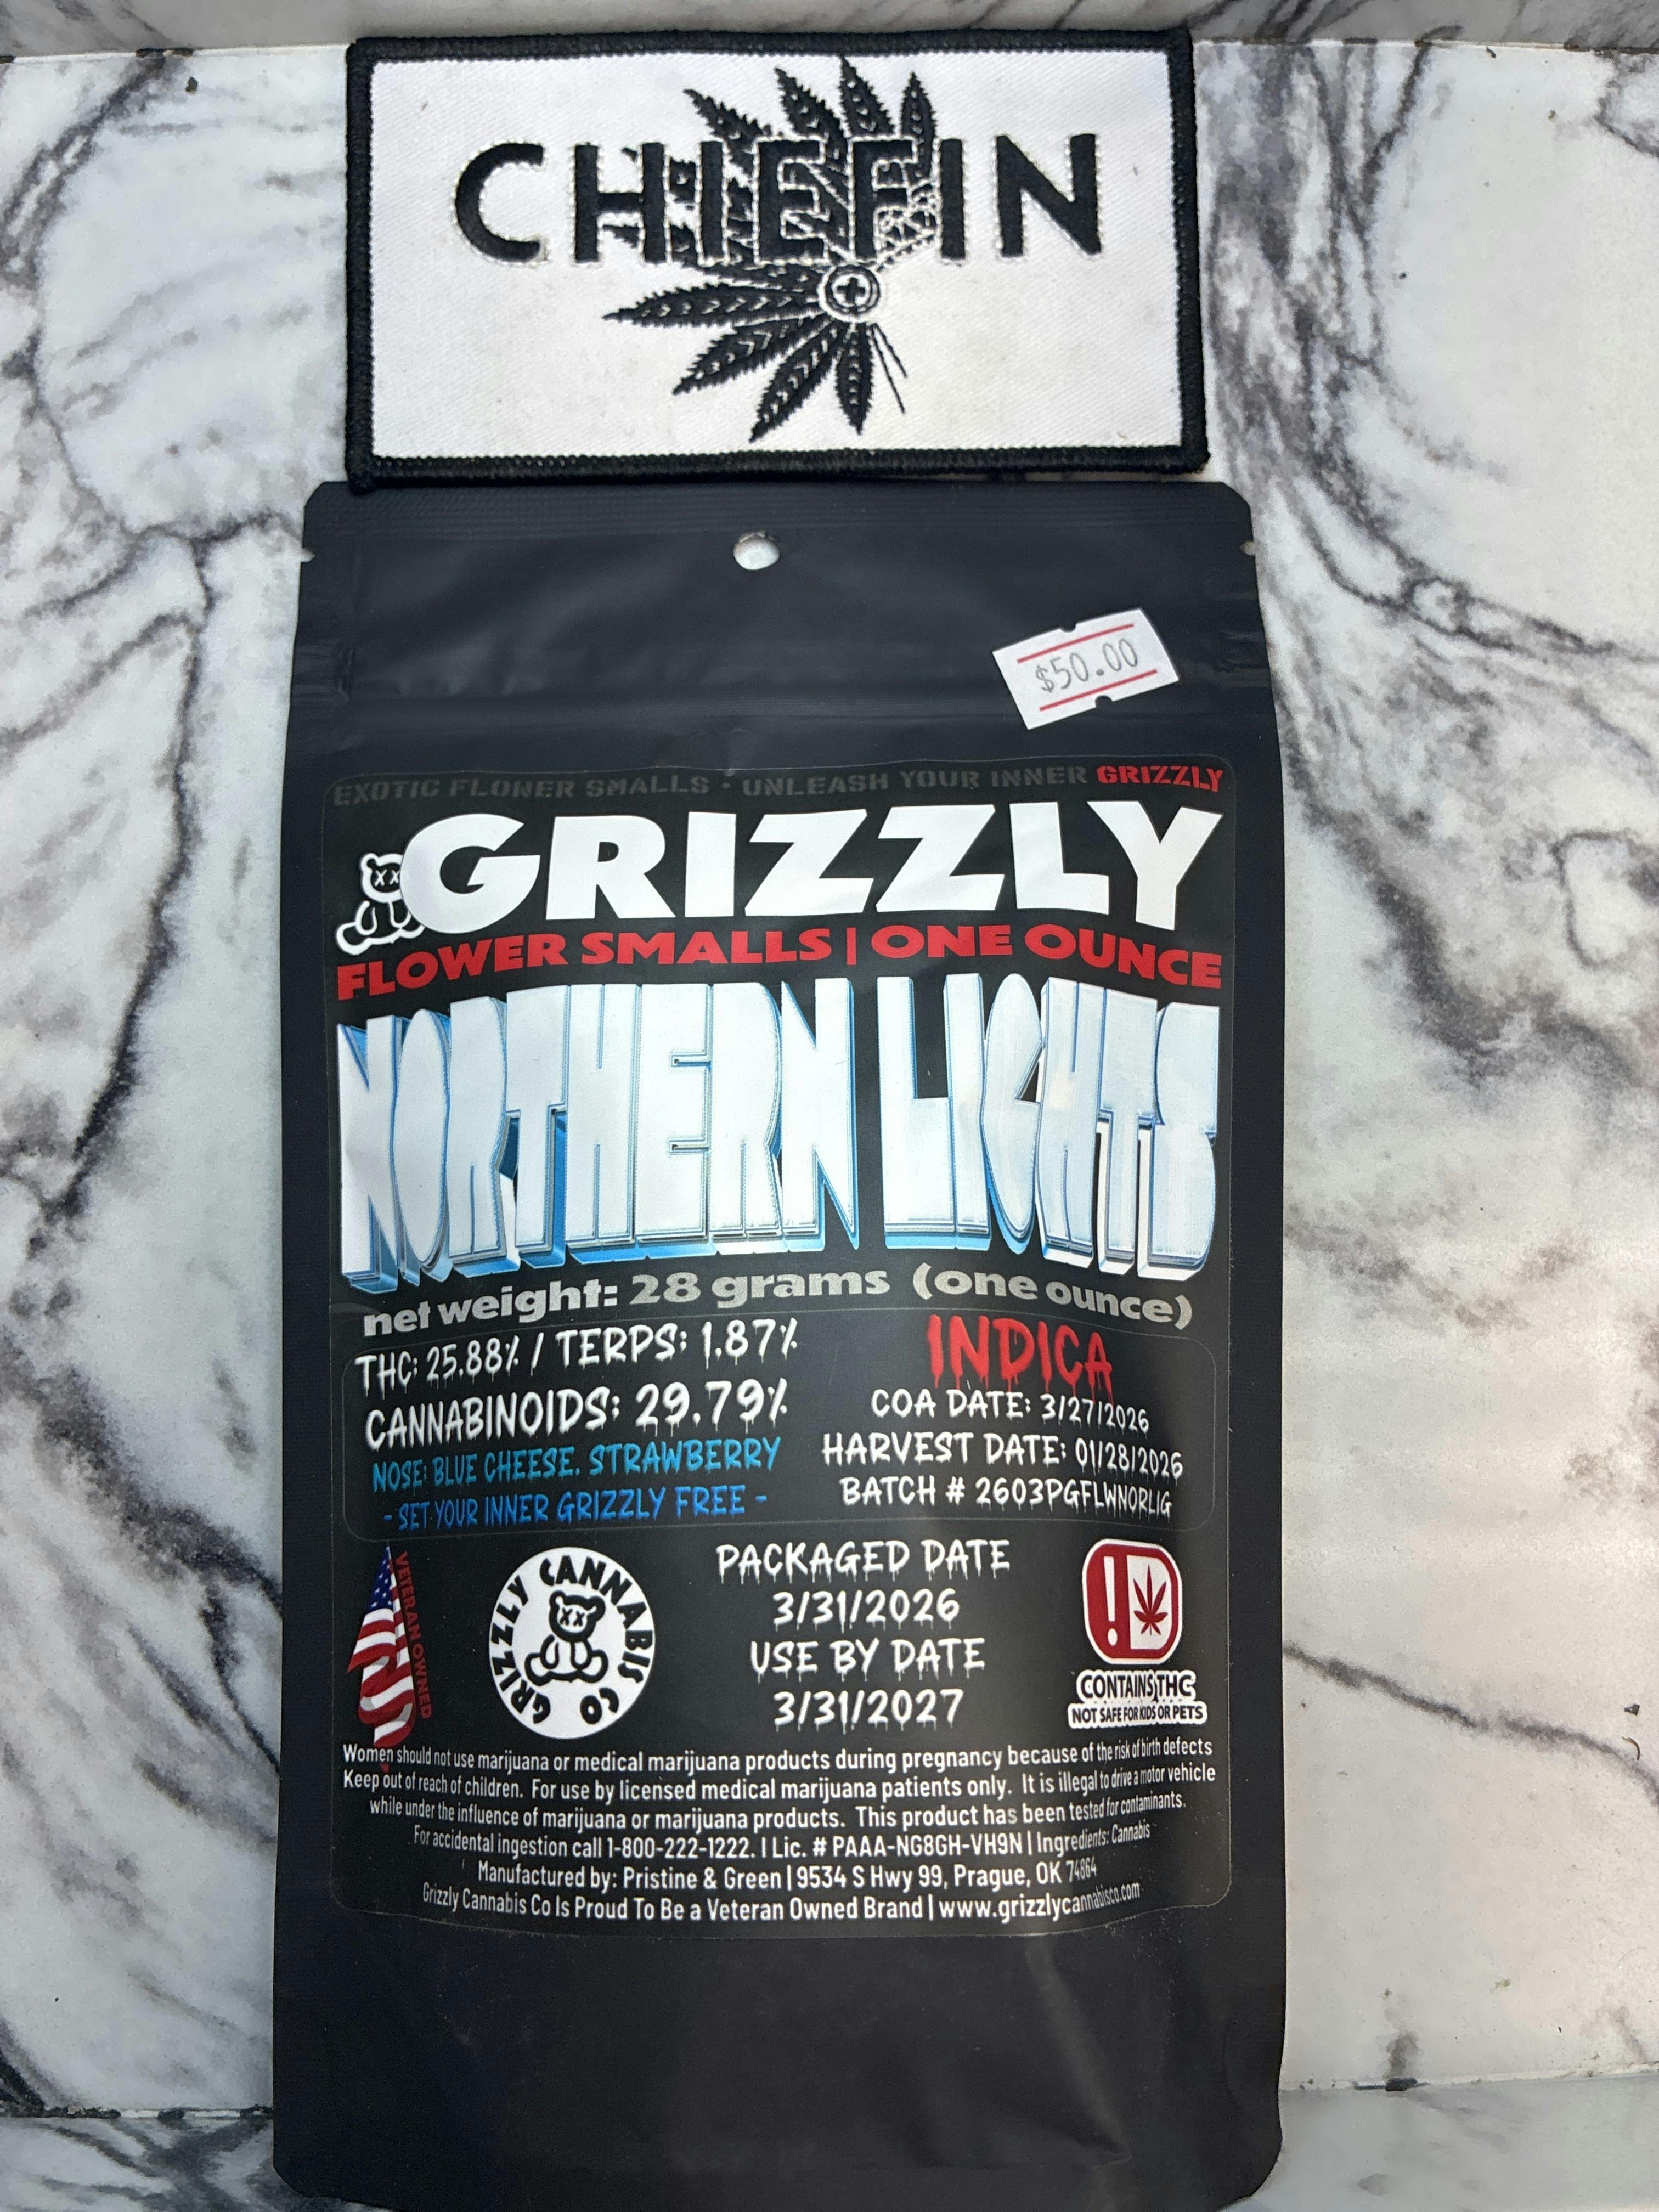 CHIEFIN
$50.00
EXOTIC FLOWER SMALLS · UNLEASH YOUR INNER GRIZZLY
GRIZZLY
FLOWER SMALLS | ONE OUNCE
NORTHERN LIGHTS
net weight: 28 grams (one ounce)
THC: 25.88% / TERPS: 1.87%
CANNABINOIDS: 29.79%
NOSE: BLUE CHEESE, STRAWBERRY
- SET YOUR INNER GRIZZLY FREE -
INDICA
COA DATE: 3/27/2026
HARVEST DATE: 01/28/2026
BATCH # 2603PGFLWNORLIG
VETERAN OWNED
GRIZZLY CANNABIS CO
PACKAGED DATE
3/31/2026
USE BY DATE
3/31/2027
!
CONTAINS THC
NOT SAFE FOR KIDS OR PETS
Women should not use marijuana or medical marijuana products during pregnancy because of the risk of birth defects
Keep out of reach of children. For use by licensed medical marijuana patients only. It is illegal to drive a motor vehicle
while under the influence of marijuana or marijuana products. This product has been tested for contaminants.
For accidental ingestion call 1-800-222-1222. | Lic. # PAAA-NG8GH-VH9N | Ingredients: Cannabis
Manufactured by: Pristine & Green | 9534 S Hwy 99, Prague, OK 74864
Grizzly Cannabis Co Is Proud To Be a Veteran Owned Brand | www.grizzlycannabisco.com